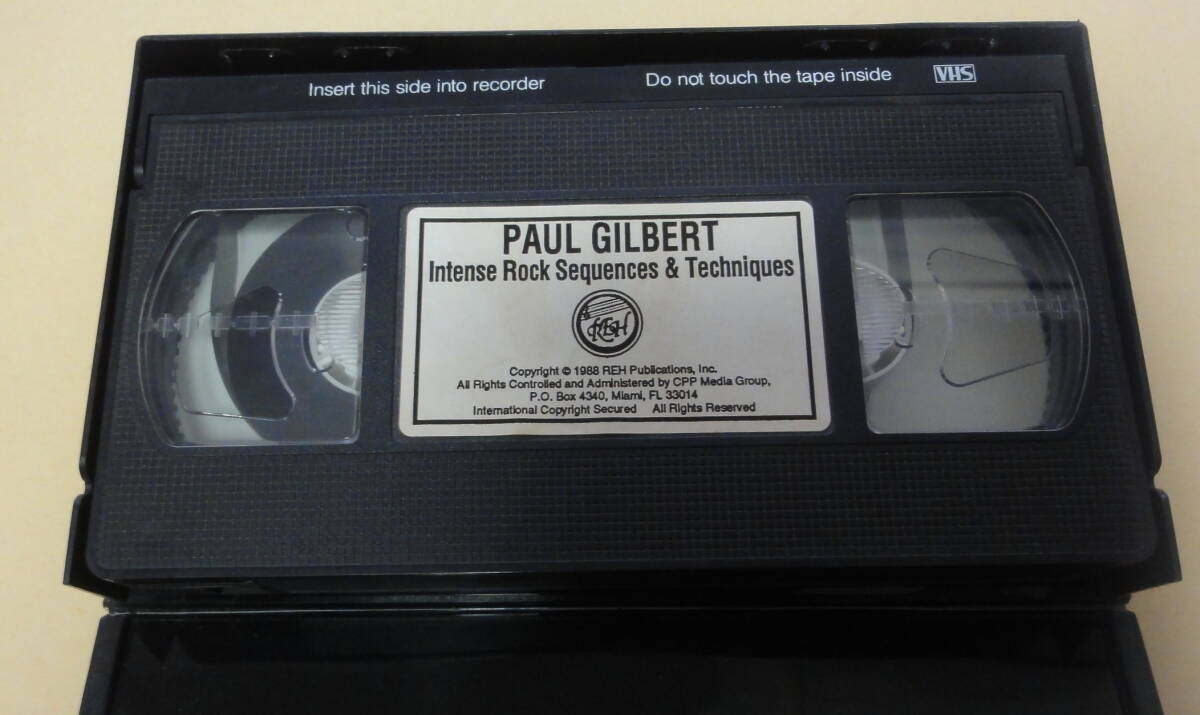 Insert this side into recorder
Do not touch the tape inside
VHS
PAUL GILBERT
Intense Rock Sequences & Techniques
REH
Copyright © 1988 REH Publications, Inc.
All Rights Controlled and Administered by CPP Media Group,
P.O. Box 4340, Miami, FL 33014
International Copyright Secured All Rights Reserved